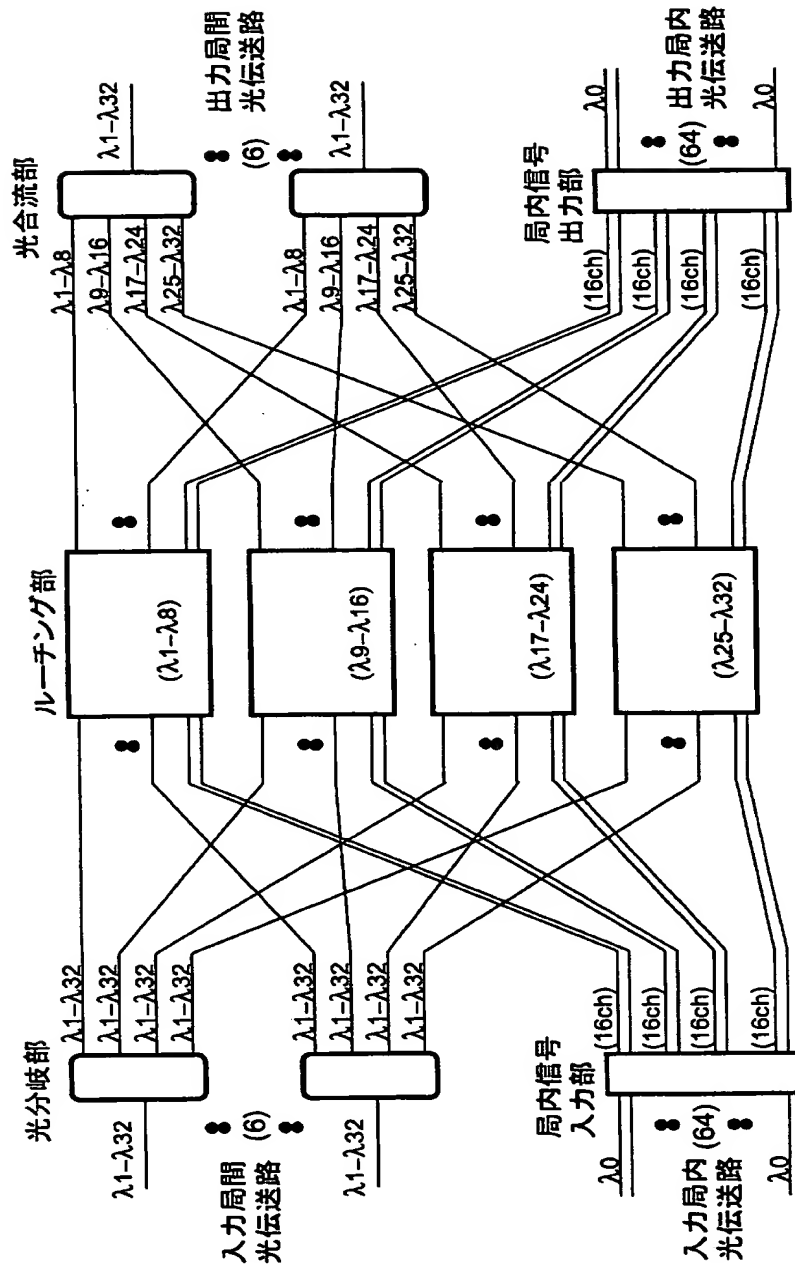 光分岐部
λ1–λ32
λ1–λ32
λ1–λ32
λ1–λ32
λ1–λ32
入力局間
光伝送路
(6)
λ1–λ32
λ1–λ32
λ1–λ32
λ1–λ32
λ1–λ32
局内信号
入力部
λ0
(16ch)
(16ch)
(16ch)
(16ch)
入力局内
光伝送路
(64)
λ0
ルーチング部
(λ1–λ8)
(λ9–λ16)
(λ17–λ24)
(λ25–λ32)
光合流部
λ1–λ8
λ9–λ16
λ17–λ24
λ25–λ32
λ1–λ32
(6)
出力局間
光伝送路
λ1–λ8
λ9–λ16
λ17–λ24
λ25–λ32
λ1–λ32
局内信号
出力部
(16ch)
(16ch)
(16ch)
(16ch)
λ0
(64)
出力局内
光伝送路
λ0